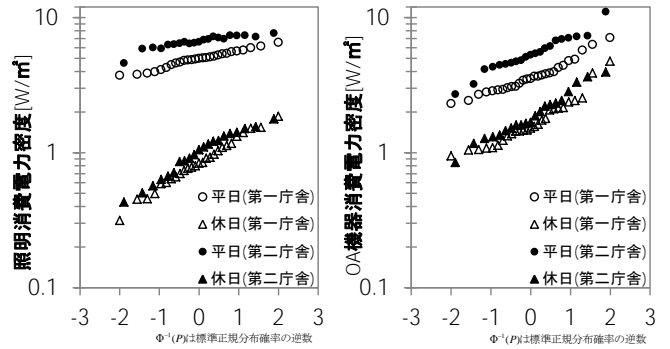 照明消費電力密度[W/㎡]
10
1
0.1
-3 -2 -1 0 1 2 3
平日(第一庁舎)
休日(第一庁舎)
平日(第二庁舎)
休日(第二庁舎)
Φ⁻¹(P)は標準正規分布確率の逆数
OA機器消費電力密度[W/㎡]
10
1
0.1
-3 -2 -1 0 1 2 3
平日(第一庁舎)
休日(第一庁舎)
平日(第二庁舎)
休日(第二庁舎)
Φ⁻¹(P)は標準正規分布確率の逆数